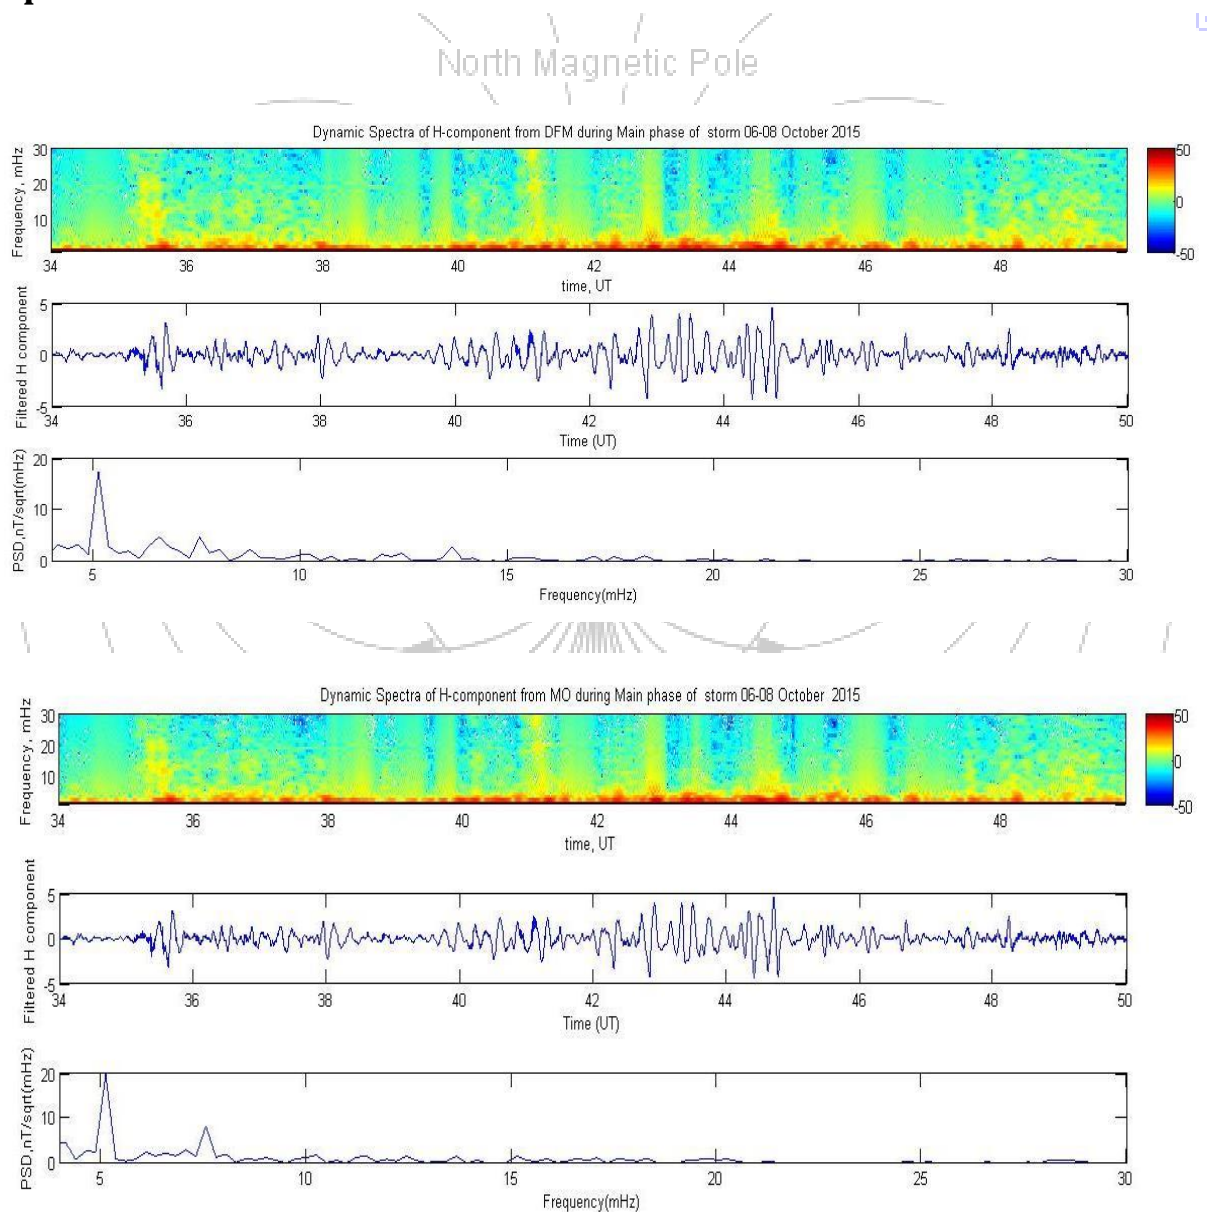 North Magnetic Pole
Dynamic Spectra of H-component from DFM during Main phase of storm 06-08 October 2015
Frequency, mHz
30
20
10
34 36 38 40 42 44 46 48
time, UT
50
0
-50
Filtered H component
5
0
-5
34 36 38 40 42 44 46 48 50
Time (UT)
PSD,nT/sqrt(mHz)
20
10
0
5 10 15 20 25 30
Frequency(mHz)
Dynamic Spectra of H-component from MO during Main phase of storm 06-08 October 2015
Frequency, mHz
30
20
10
34 36 38 40 42 44 46 48
time, UT
50
0
-50
Filtered H component
5
0
-5
34 36 38 40 42 44 46 48 50
Time (UT)
PSD,nT/sqrt(mHz)
20
10
0
5 10 15 20 25 30
Frequency(mHz)